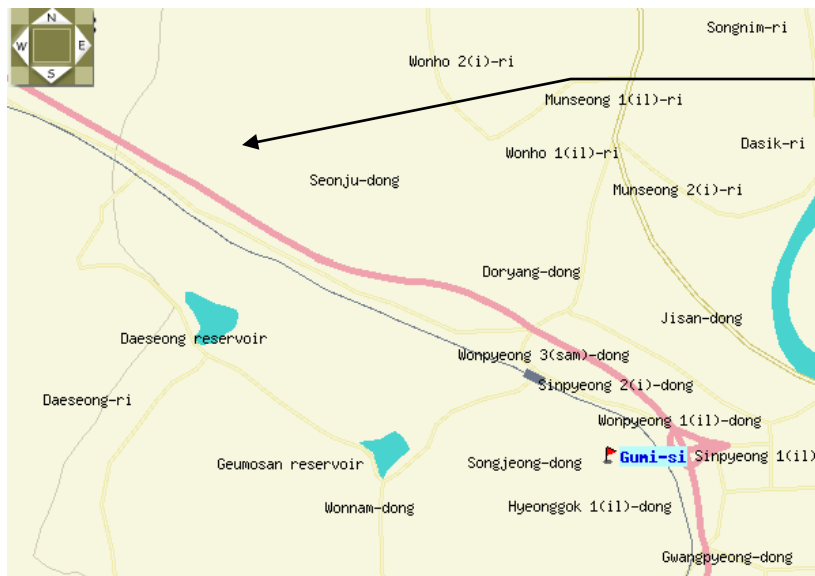 N
W E
S
Songnim-ri
Wonho 2(i)-ri
Munseong 1(il)-ri
Dasik-ri
Wonho 1(il)-ri
Seonju-dong
Munseong 2(i)-ri
Doryang-dong
Jisan-dong
Daeseong reservoir
Wonpyeong 3(sam)-dong
Sinpyeong 2(i)-dong
Daeseong-ri
Wonpyeong 1(il)-dong
Geumosan reservoir
Songjeong-dong
Gumi-si
Sinpyeong 1(il)
Wonnam-dong
Hyeonggok 1(il)-dong
Gwangpyeong-dong